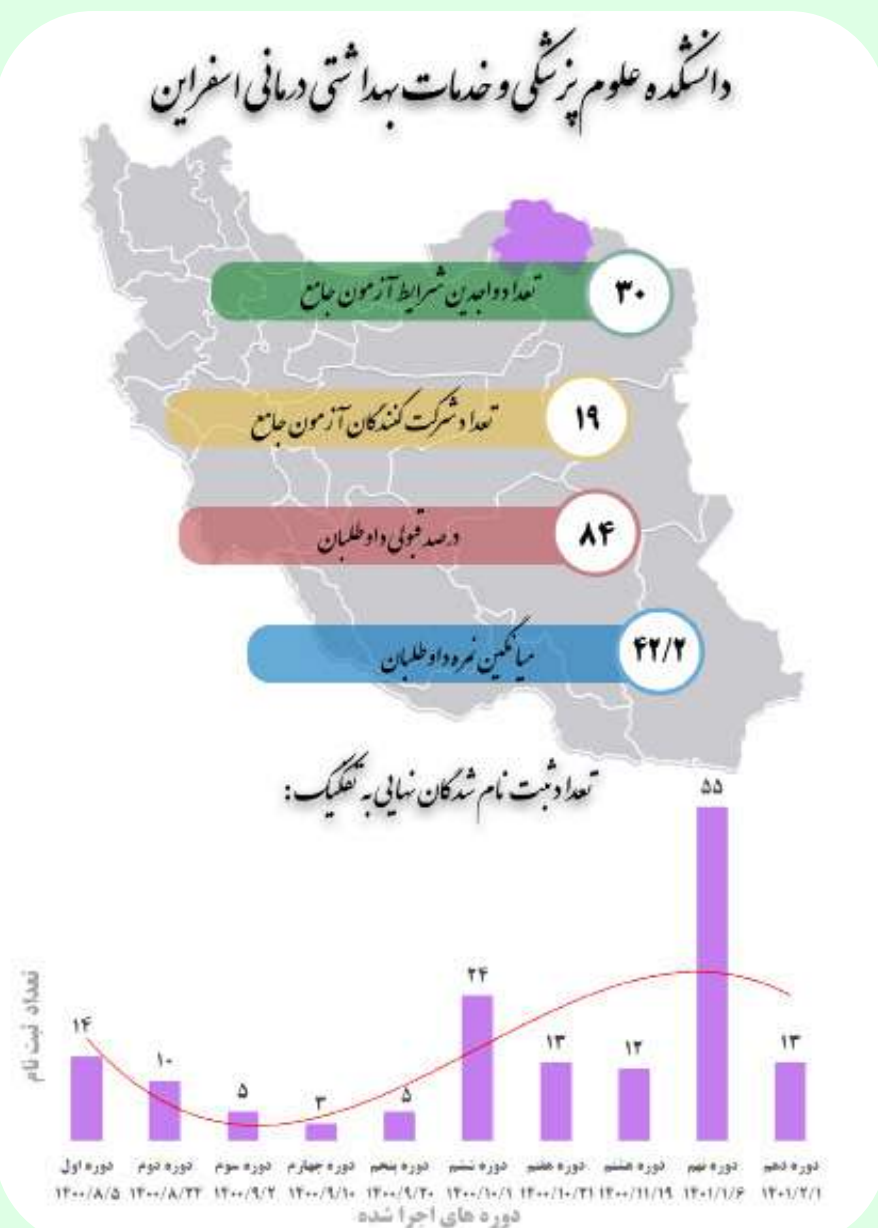 دانشکده علوم پزشکی و خدمات بهداشتی درمانی اسفراین
تعداد واجدین شرایط آزمون جامع ۳۰
تعداد شرکت کنندگان آزمون جامع ۱۹
درصد قبولی داوطلبان ۸۴
میانگین نمره داوطلبان ۴۲/۲
تعداد ثبت نام شدگان نهایی به تفکیک:
تعداد ثبت نام
۱۴ ۱۰ ۵ ۳ ۵ ۲۴ ۱۳ ۱۲ ۵۵ ۱۳
دوره اول دوره دوم دوره سوم دوره چهارم دوره پنجم دوره ششم دوره هفتم دوره هشتم دوره نهم دوره دهم
۱۴۰۰/۸/۵ ۱۴۰۰/۸/۲۴ ۱۴۰۰/۹/۲ ۱۴۰۰/۹/۱۰ ۱۴۰۰/۹/۲۰ ۱۴۰۰/۱۰/۱ ۱۴۰۰/۱۰/۲۱ ۱۴۰۰/۱۱/۱۹ ۱۴۰۱/۱/۶ ۱۴۰۱/۲/۱
دوره های اجرا شده